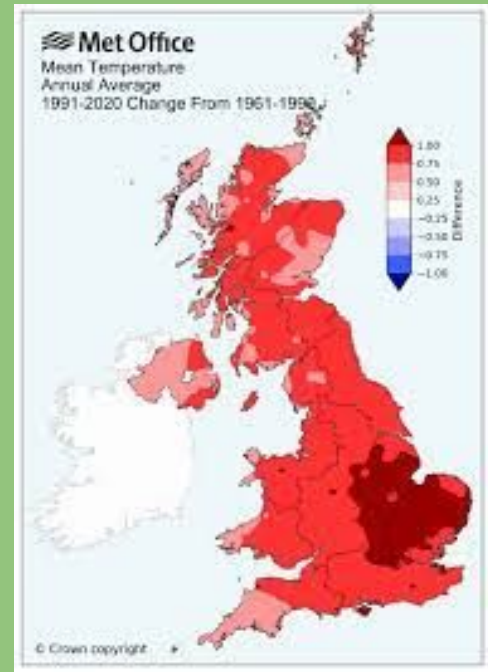 Met Office
Mean Temperature
Annual Average
1991-2020 Change From 1961-1990
1.00
0.75
0.50
0.25
−0.25
−0.50
−0.75
−1.00
Difference
© Crown copyright